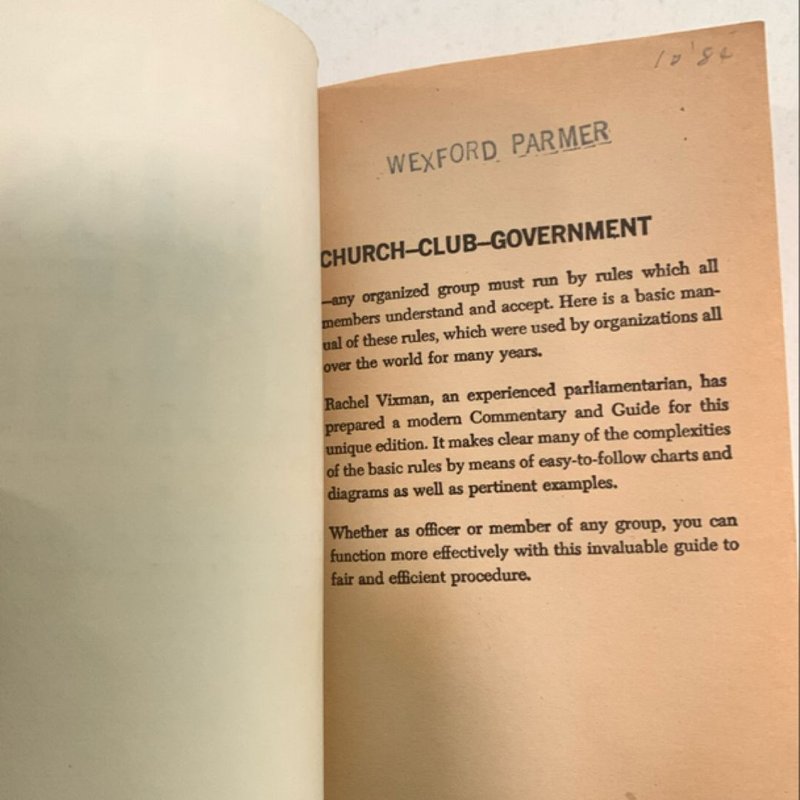 10'84
WEXFORD PARMER
CHURCH—CLUB—GOVERNMENT
—any organized group must run by rules which all
members understand and accept. Here is a basic man-
ual of these rules, which were used by organizations all
over the world for many years.
Rachel Vixman, an experienced parliamentarian, has
prepared a modern Commentary and Guide for this
unique edition. It makes clear many of the complexities
of the basic rules by means of easy-to-follow charts and
diagrams as well as pertinent examples.
Whether as officer or member of any group, you can
function more effectively with this invaluable guide to
fair and efficient procedure.